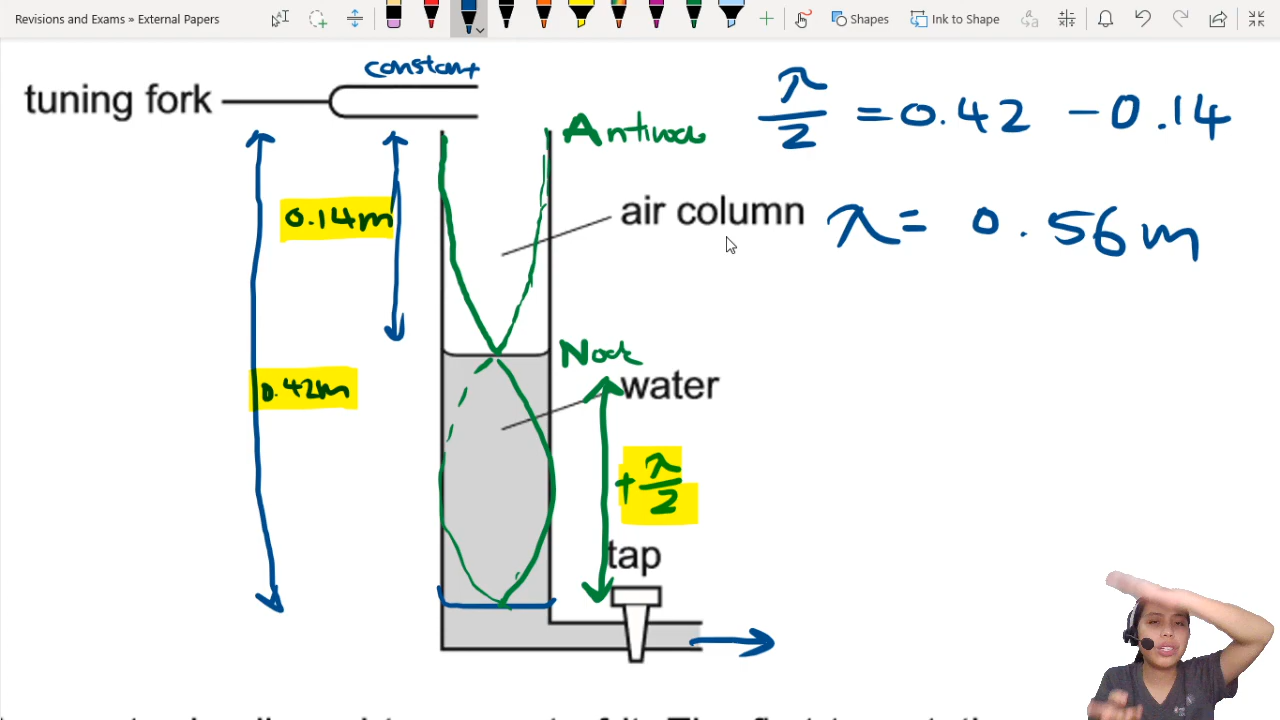 Revisions and Exams » External Papers
Shapes
Ink to Shape
constant
tuning fork
Antinode
λ/2 = 0.42 - 0.14
0.14m
air column
λ = 0.56 m
Node
0.42m
water
+ λ/2
tap